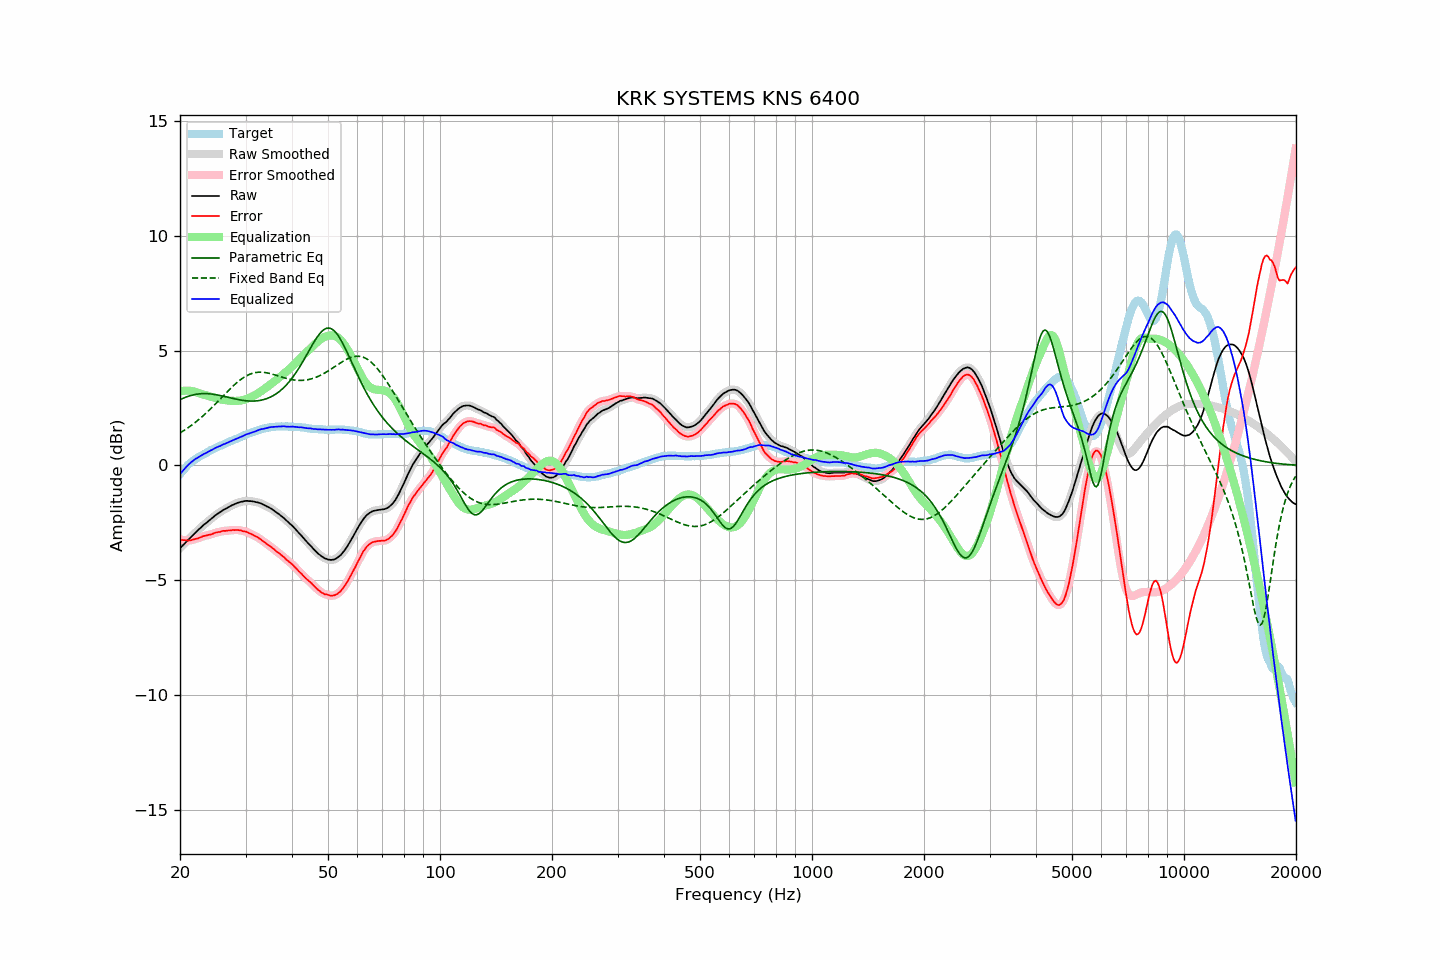 KRK SYSTEMS KNS 6400
15
10
5
0
−5
−10
−15
Amplitude (dBr)
Target
Raw Smoothed
Error Smoothed
Raw
Error
Equalization
Parametric Eq
Fixed Band Eq
Equalized
20 50 100 200 500 1000 2000 5000 10000 20000
Frequency (Hz)